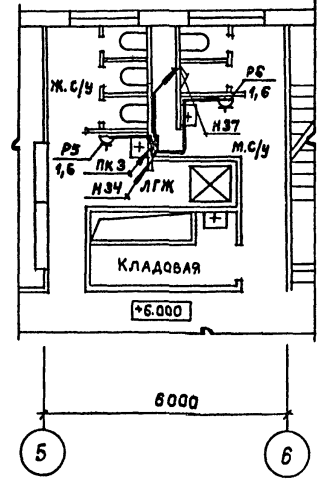 Ж. С/У
Р6
1,6
Н37
М. С/У
Р5
1,6
ПК3
Н34
ЛГЖ
КЛАДОВАЯ
+6.000
6000
5
6